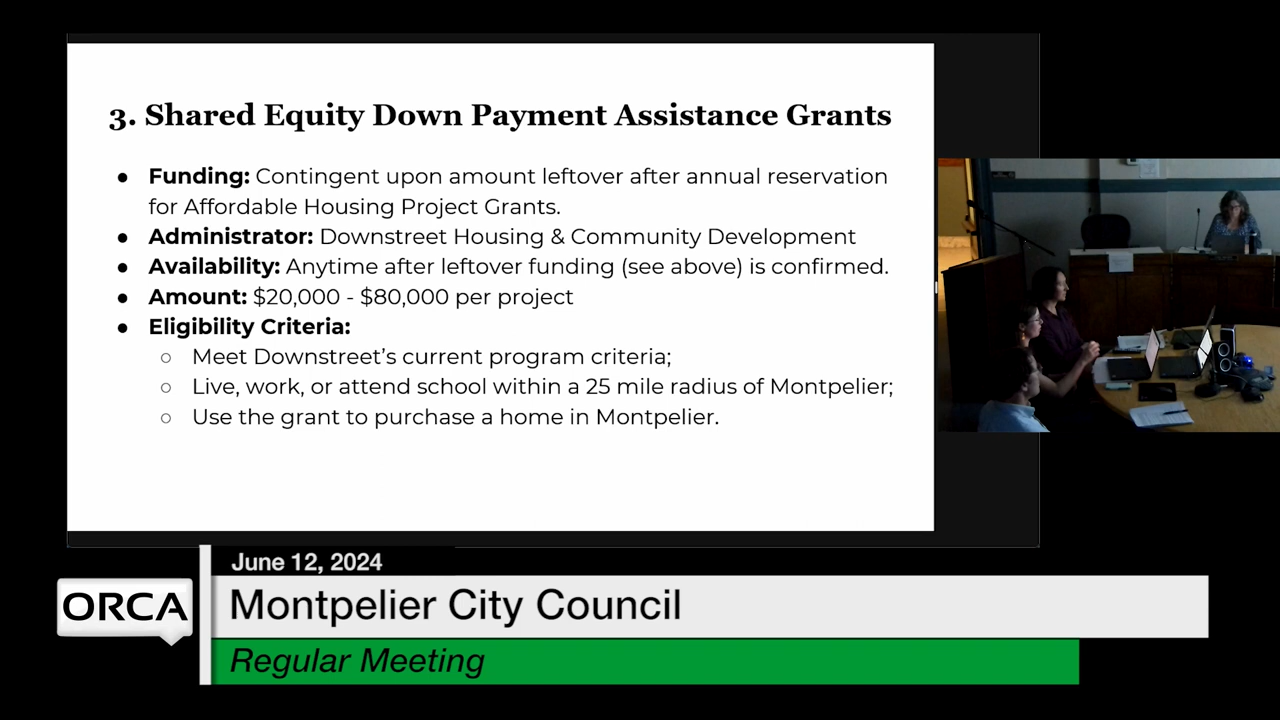 3. Shared Equity Down Payment Assistance Grants
● Funding: Contingent upon amount leftover after annual reservation
for Affordable Housing Project Grants.
● Administrator: Downstreet Housing & Community Development
● Availability: Anytime after leftover funding (see above) is confirmed.
● Amount: $20,000 - $80,000 per project
● Eligibility Criteria:
○ Meet Downstreet’s current program criteria;
○ Live, work, or attend school within a 25 mile radius of Montpelier;
○ Use the grant to purchase a home in Montpelier.
June 12, 2024
ORCA
Montpelier City Council
Regular Meeting